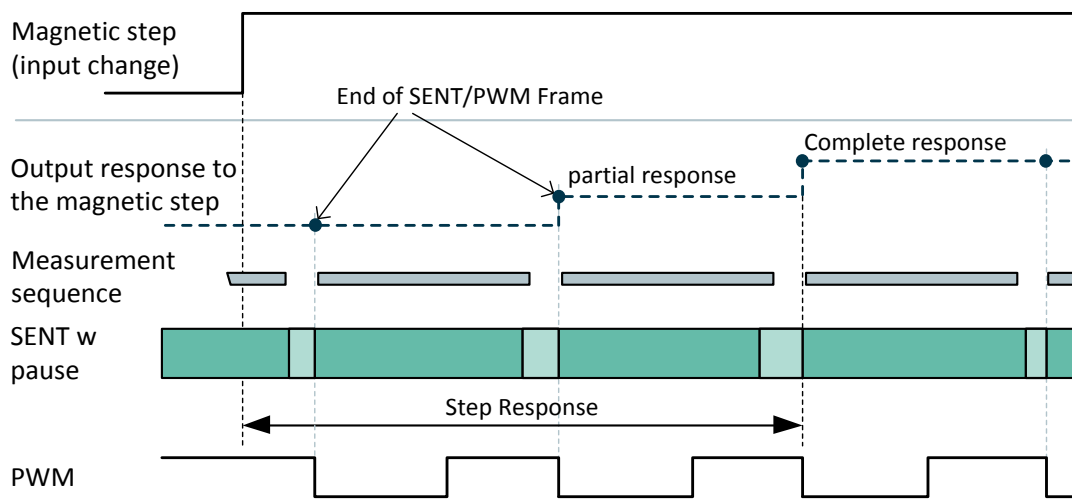 Magnetic step
(input change)
End of SENT/PWM Frame
Complete response
Output response to
the magnetic step
partial response
Measurement
sequence
SENT w
pause
Step Response
PWM